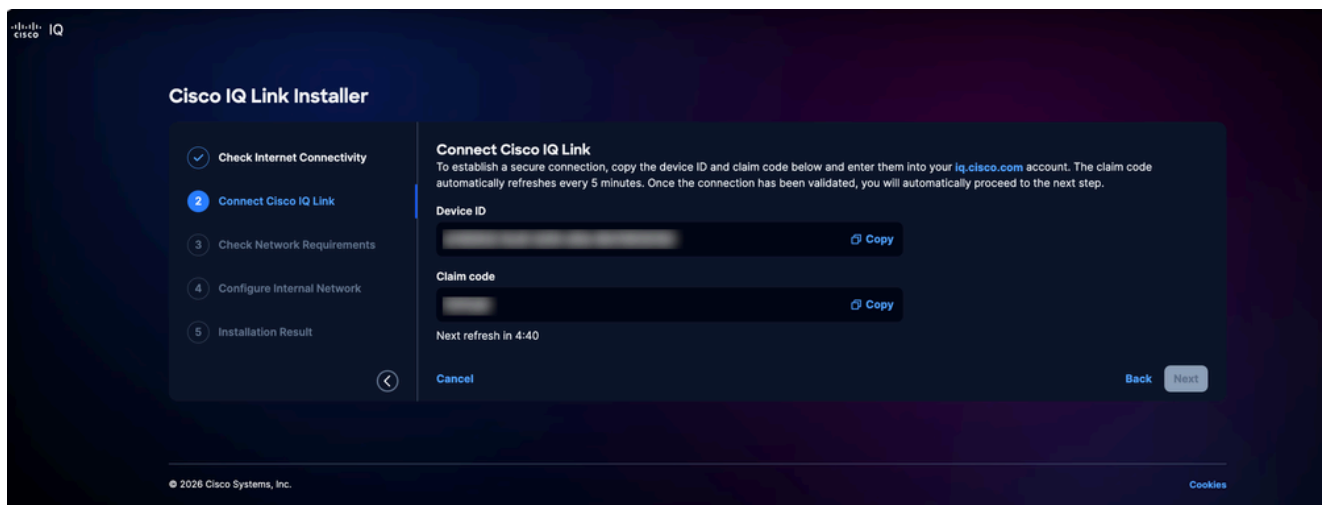 cisco IQ
Cisco IQ Link Installer
Check Internet Connectivity
2 Connect Cisco IQ Link
3 Check Network Requirements
4 Configure Internal Network
5 Installation Result
Connect Cisco IQ Link
To establish a secure connection, copy the device ID and claim code below and enter them into your iq.cisco.com account. The claim code
automatically refreshes every 5 minutes. Once the connection has been validated, you will automatically proceed to the next step.
Device ID
Copy
Claim code
Copy
Next refresh in 4:40
Cancel
Back Next
© 2026 Cisco Systems, Inc.
Cookies